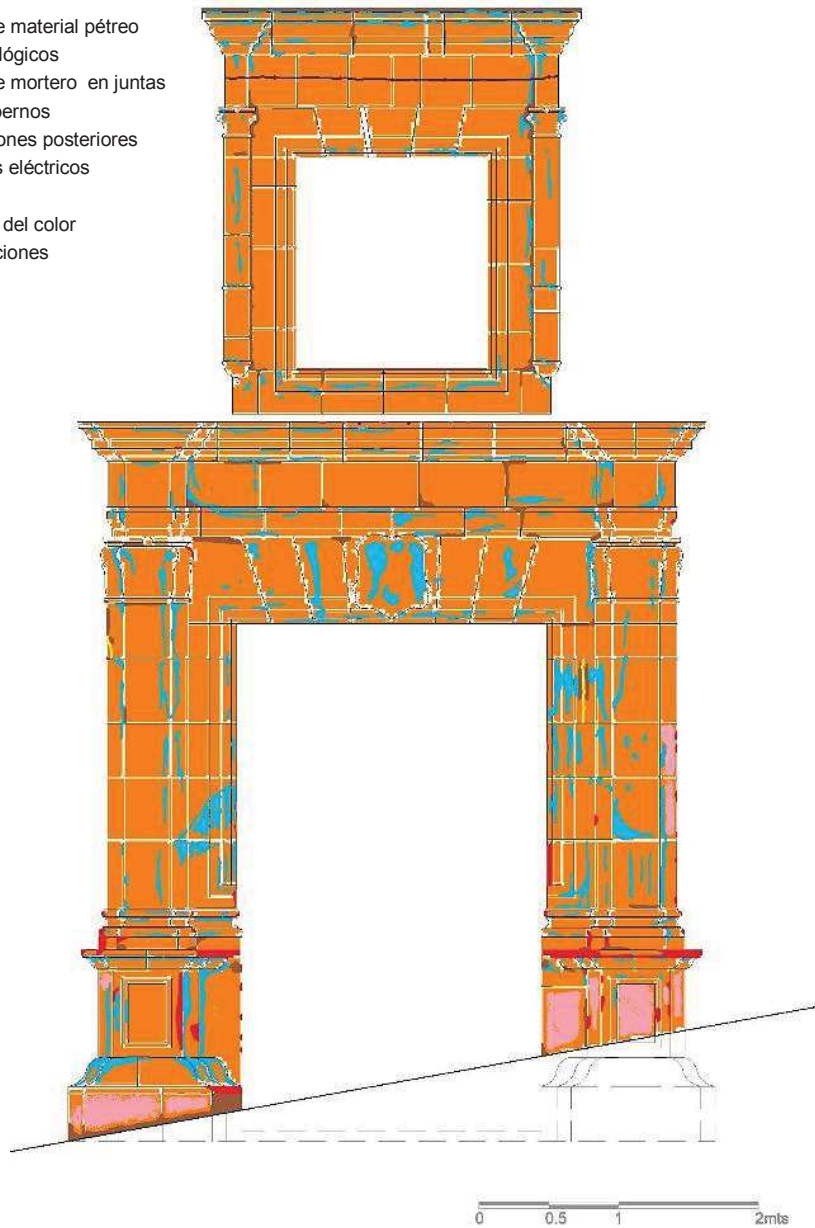 e material pétreo
lógicos
e mortero en juntas
pernos
ones posteriores
s eléctricos
del color
ciones
0 0.5 1 2mts